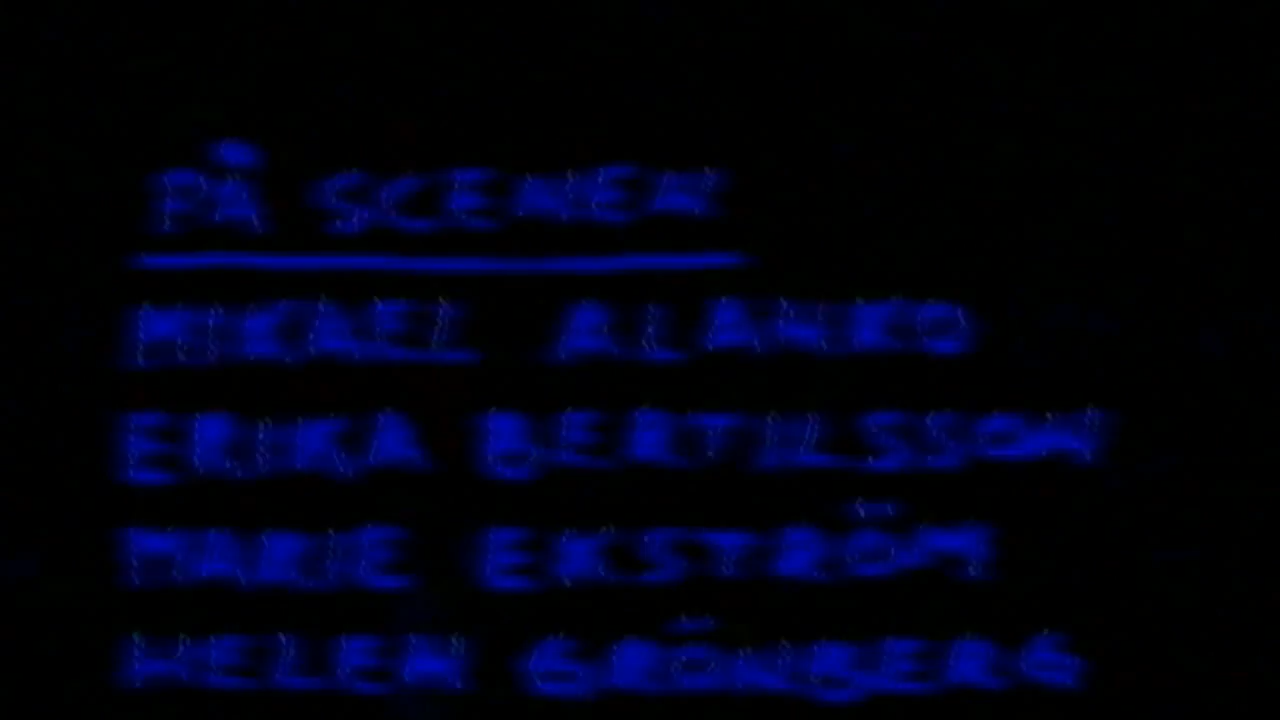 PÅ SCENEN
MIKAEL ALANKO
ERIKA BERTILSSON
MARIE EKSTRÖM
HELEN GRÖNBERG